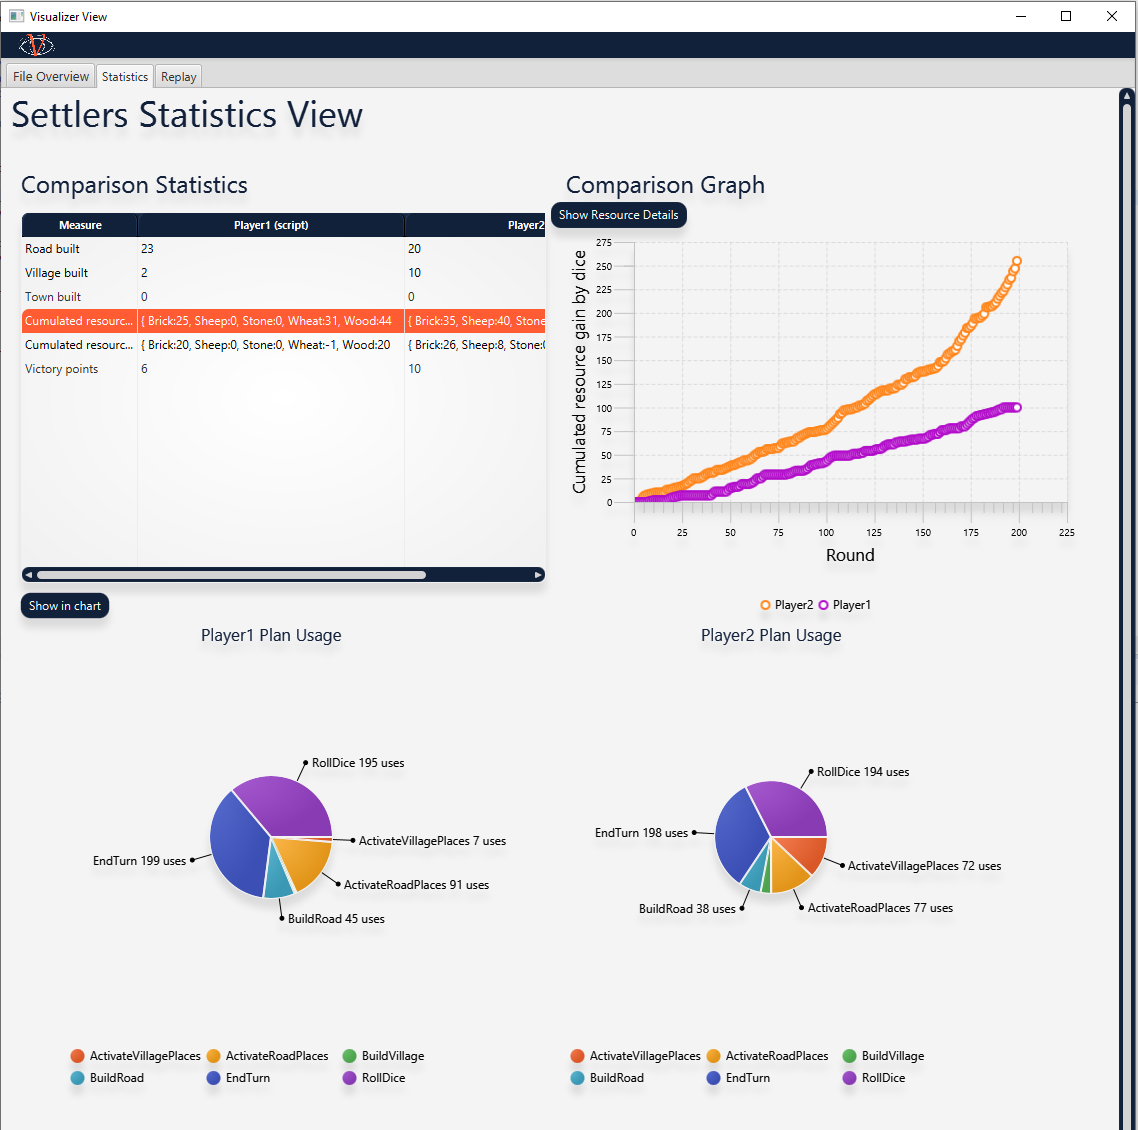 Visualizer View
V
File Overview Statistics Replay
Settlers Statistics View
Comparison Statistics
Measure Player1 (script) Player2
Road built 23 20
Village built 2 10
Town built 0 0
Cumulated resourc... { Brick:25, Sheep:0, Stone:0, Wheat:31, Wood:44 { Brick:35, Sheep:40, Stone
Cumulated resourc... { Brick:20, Sheep:0, Stone:0, Wheat:-1, Wood:20 { Brick:26, Sheep:8, Stone:0
Victory points 6 10
Show in chart
Comparison Graph
Show Resource Details
Cumulated resource gain by dice
275
250
225
200
175
150
125
100
75
50
25
0
0 25 50 75 100 125 150 175 200 225
Round
Player2 Player1
Player1 Plan Usage
RollDice 195 uses
ActivateVillagePlaces 7 uses
EndTurn 199 uses
ActivateRoadPlaces 91 uses
BuildRoad 45 uses
ActivateVillagePlaces ActivateRoadPlaces BuildVillage
BuildRoad EndTurn RollDice
Player2 Plan Usage
RollDice 194 uses
EndTurn 198 uses
ActivateVillagePlaces 72 uses
BuildRoad 38 uses
ActivateRoadPlaces 77 uses
ActivateVillagePlaces ActivateRoadPlaces BuildVillage
BuildRoad EndTurn RollDice